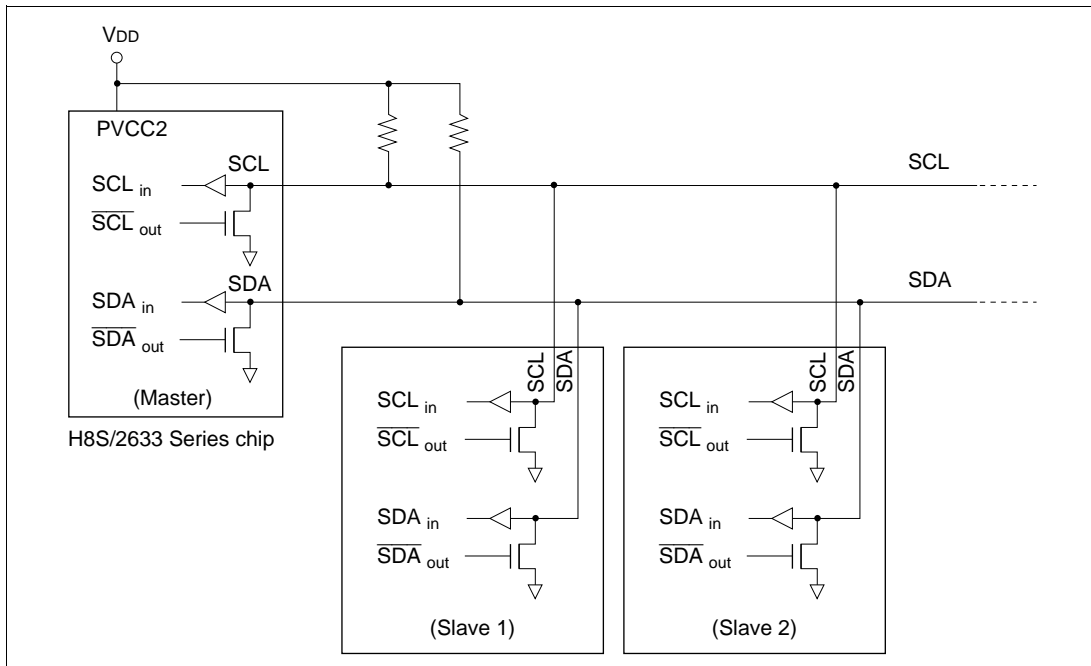 VDD
PVCC2
SCL
SCL in
SCL out
SDA
SDA in
SDA out
(Master)
H8S/2633 Series chip
SCL
SDA
SCL
SDA
SCL in
SCL out
SDA in
SDA out
(Slave 1)
SCL
SDA
SCL in
SCL out
SDA in
SDA out
(Slave 2)